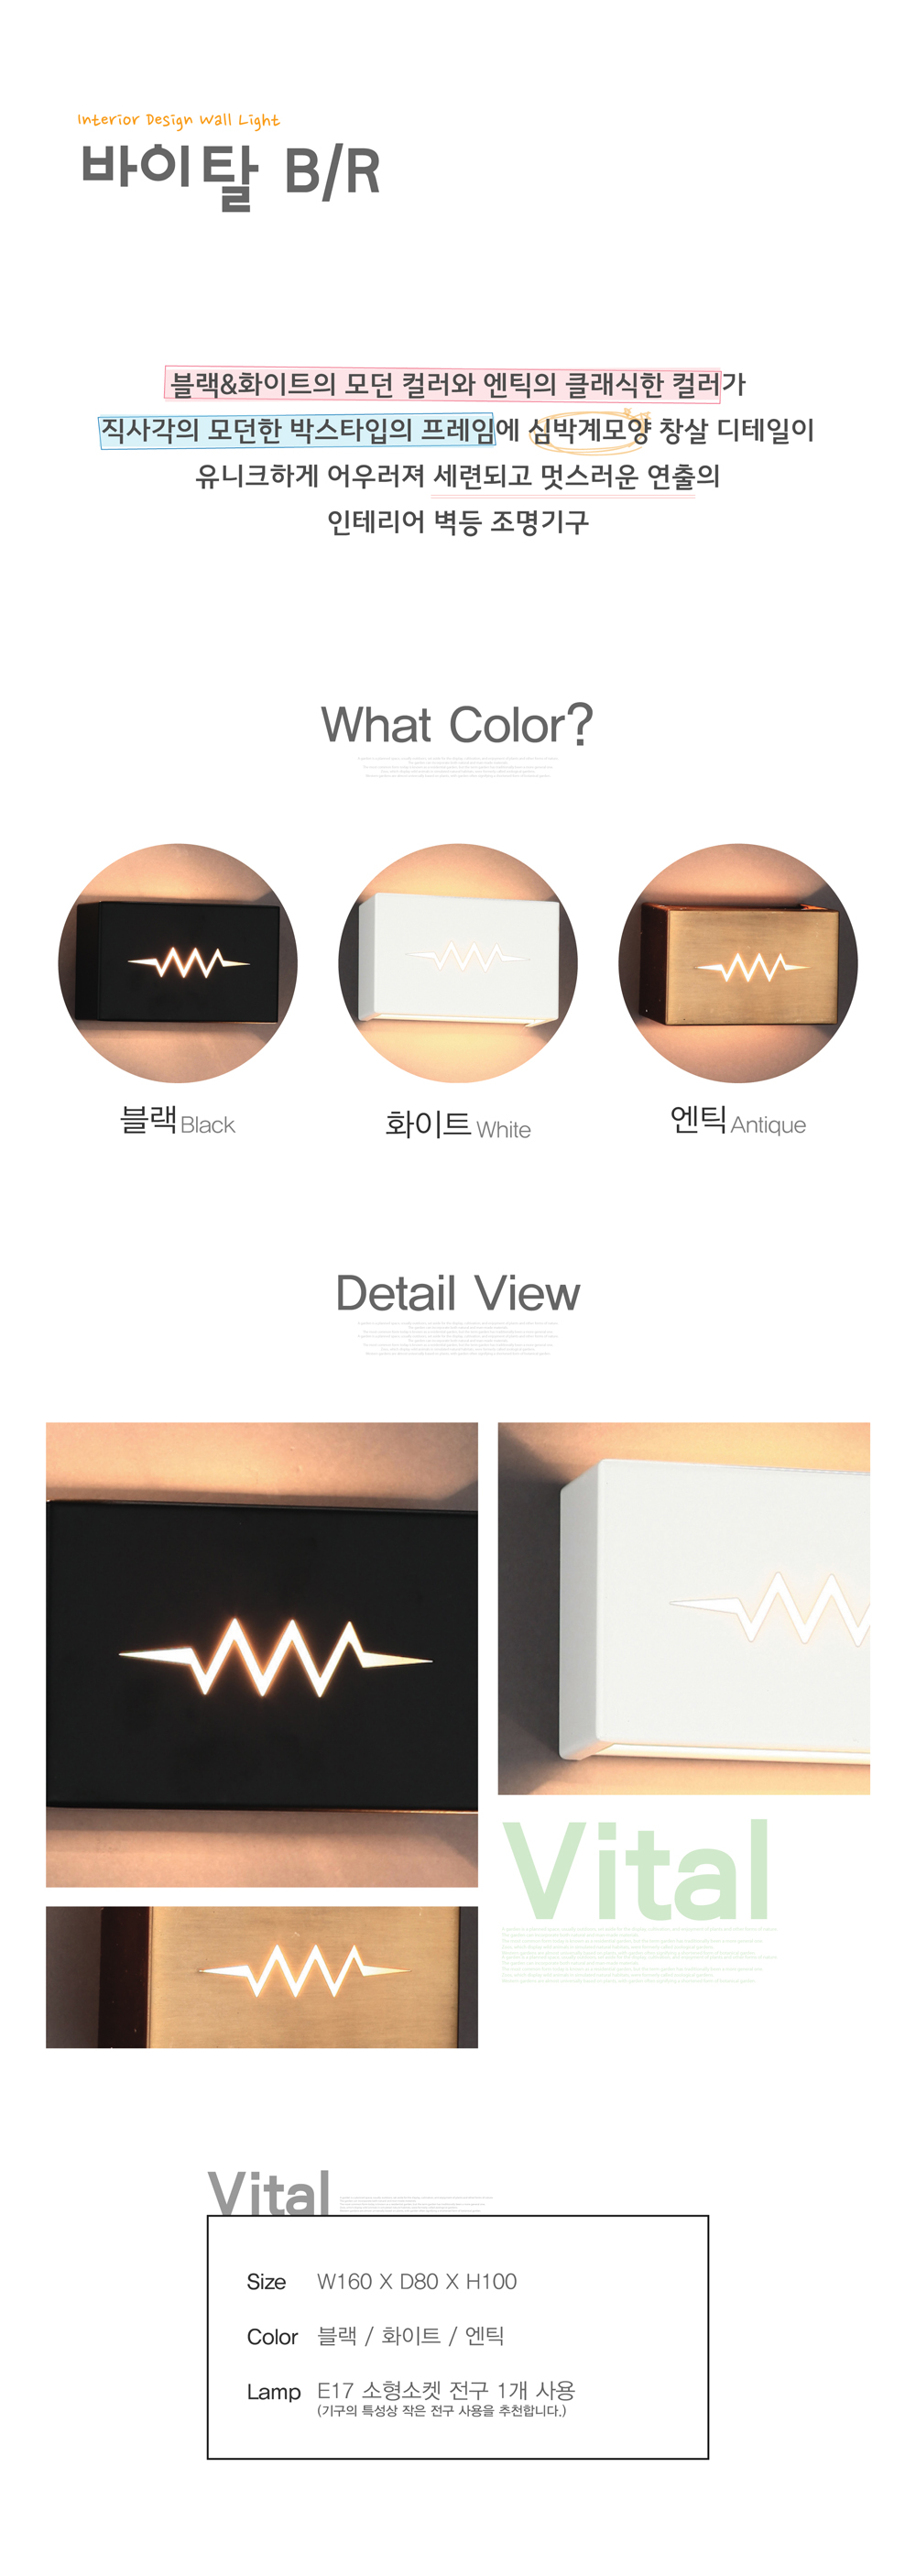 Interior Design Wall Light
바이탈 B/R
블랙&화이트의 모던 컬러와 엔틱의 클래식한 컬러가
직사각의 모던한 박스타입의 프레임에 심박계모양 창살 디테일이
유니크하게 어우러져 세련되고 멋스러운 연출의
인테리어 벽등 조명기구
What Color?
블랙 Black
화이트 White
엔틱 Antique
Detail View
Vital
Vital
Size W160 X D80 X H100
Color 블랙 / 화이트 / 엔틱
Lamp E17 소형소켓 전구 1개 사용
(기구의 특성상 작은 전구 사용을 추천합니다.)